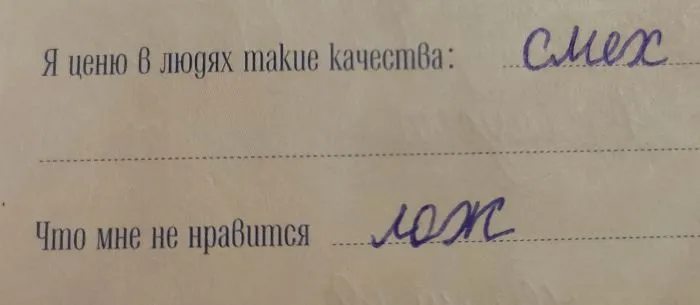 Я ценю в людях такие качества: смех
Что мне не нравится лож